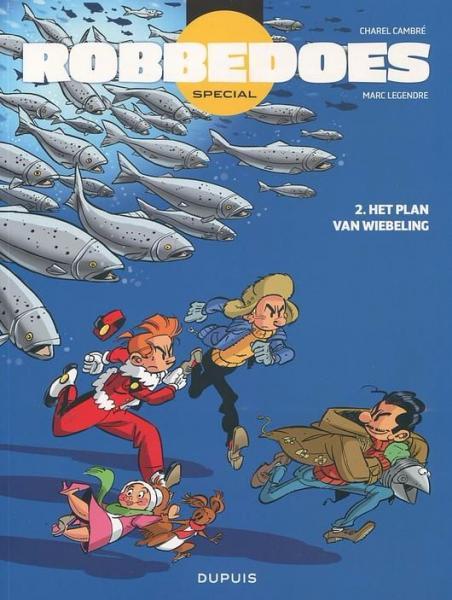 CHAREL CAMBRÉ
ROBBEDOES
SPECIAL
MARC LEGENDRE
2. HET PLAN
VAN WIEBELING
DUPUIS